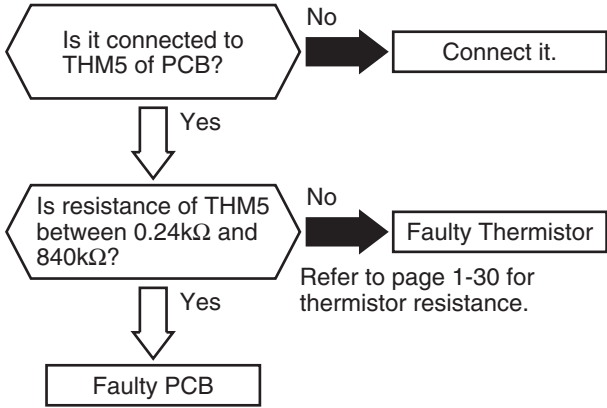 No
Is it connected to
THM5 of PCB?
Connect it.
Yes
No
Is resistance of THM5
between 0.24kΩ and
840kΩ?
Faulty Thermistor
Refer to page 1-30 for
thermistor resistance.
Yes
Faulty PCB